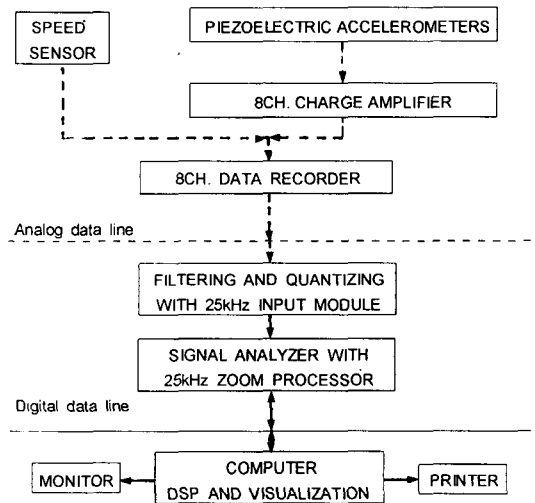 SPEED
SENSOR
PIEZOELECTRIC ACCELEROMETERS
8CH. CHARGE AMPLIFIER
8CH. DATA RECORDER
Analog data line
FILTERING AND QUANTIZING
WITH 25kHz INPUT MODULE
SIGNAL ANALYZER WITH
25kHz ZOOM PROCESSOR
Digital data line
MONITOR
COMPUTER
DSP AND VISUALIZATION
PRINTER